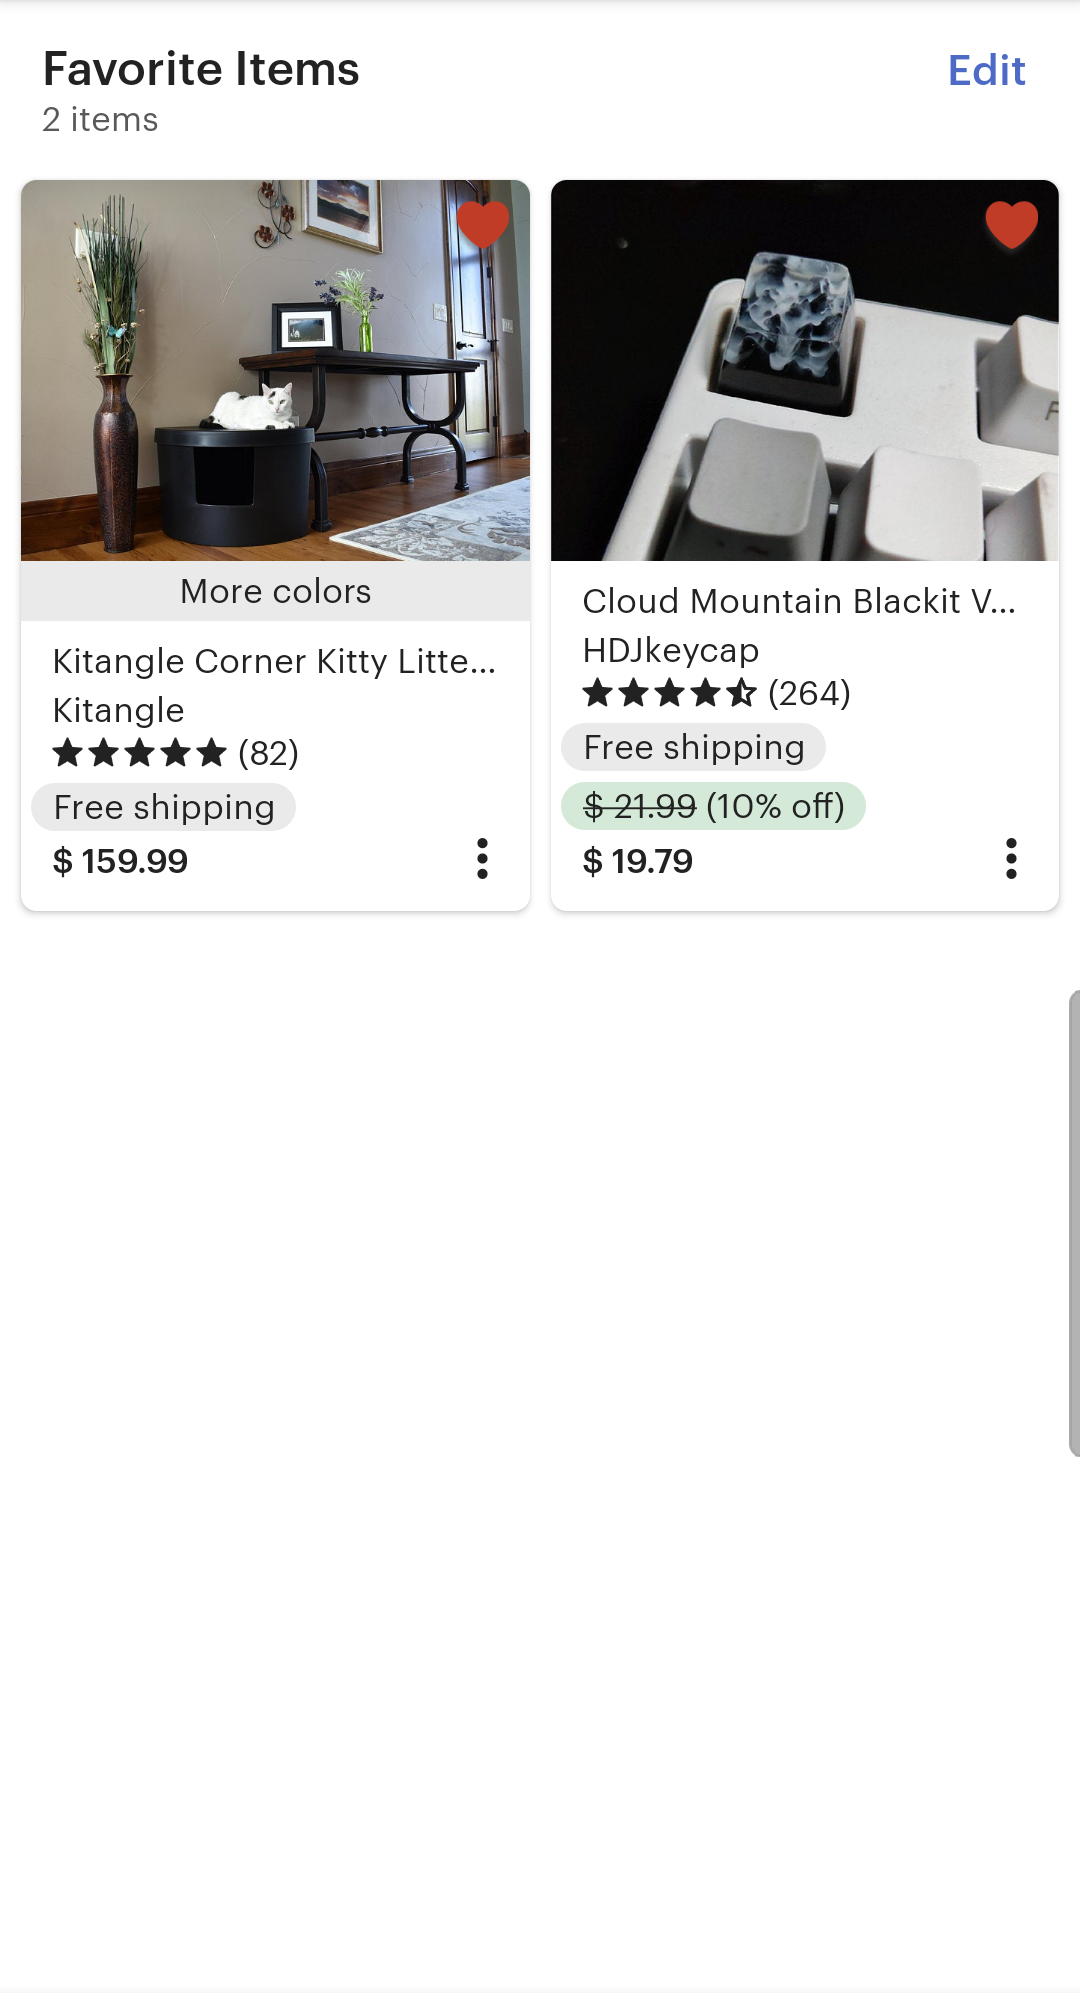 Favorite Items
Edit
2 items
More colors
Kitangle Corner Kitty Litte...
Kitangle
(82)
Free shipping
$ 159.99
Cloud Mountain Blackit V...
HDJkeycap
(264)
Free shipping
$ 21.99 (10% off)
$ 19.79